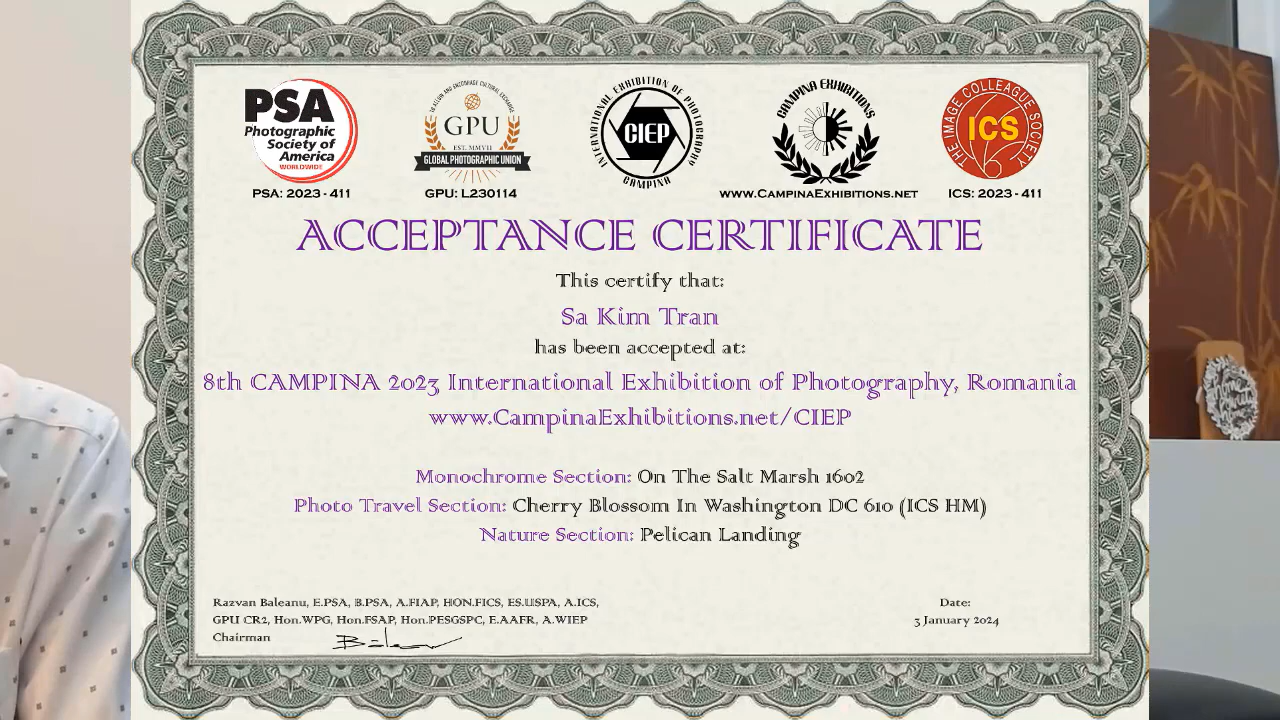 PSA
Photographic
Society of
America
WORLDWIDE
PSA: 2023 - 411
GPU
EST. MMVII
GLOBAL PHOTOGRAPHIC UNION
GPU: L230114
INTERNATIONAL EXHIBITION OF PHOTOGRAPHY
CIEP
CAMPINA
CAMPINA EXHIBITIONS
www.CampinaExhibitions.net
THE IMAGE COLLEAGUE SOCIETY
ICS
ICS: 2023 - 411
ACCEPTANCE CERTIFICATE
This certify that:
Sa Kim Tran
has been accepted at:
8th CAMPINA 2023 International Exhibition of Photography, Romania
www.CampinaExhibitions.net/CIEP
Monochrome Section: On The Salt Marsh 1602
Photo Travel Section: Cherry Blossom In Washington DC 610 (ICS HM)
Nature Section: Pelican Landing
Razvan Baleanu, E.PSA, B.PSA, A.FIAP, HON.FICS, ES.USPA, A.ICS,
GPU CR2, Hon.WPG, Hon.FSAP, Hon.PESGSPC, E.AAFR, A.WIEP
Chairman
Date:
3 January 2024